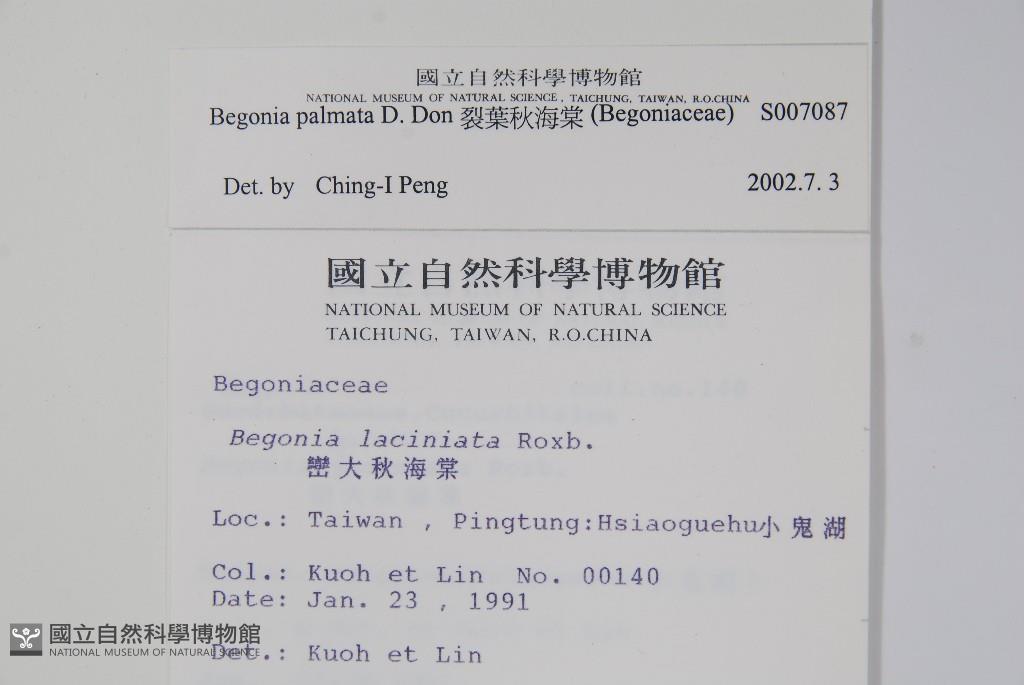 國立自然科學博物館
NATIONAL MUSEUM OF NATURAL SCIENCE, TAICHUNG, TAIWAN, R.O.CHINA
Begonia palmata D. Don 裂葉秋海棠 (Begoniaceae) S007087
Det. by Ching-I Peng 2002.7. 3
國立自然科學博物館
NATIONAL MUSEUM OF NATURAL SCIENCE
TAICHUNG, TAIWAN, R.O.CHINA
Begoniaceae
Begonia laciniata Roxb.
巒大秋海棠
Loc.: Taiwan , Pingtung:Hsiaoguehu小鬼湖
Col.: Kuoh et Lin No. 00140
Date: Jan. 23 , 1991
Det.: Kuoh et Lin
國立自然科學博物館
NATIONAL MUSEUM OF NATURAL SCIENCE